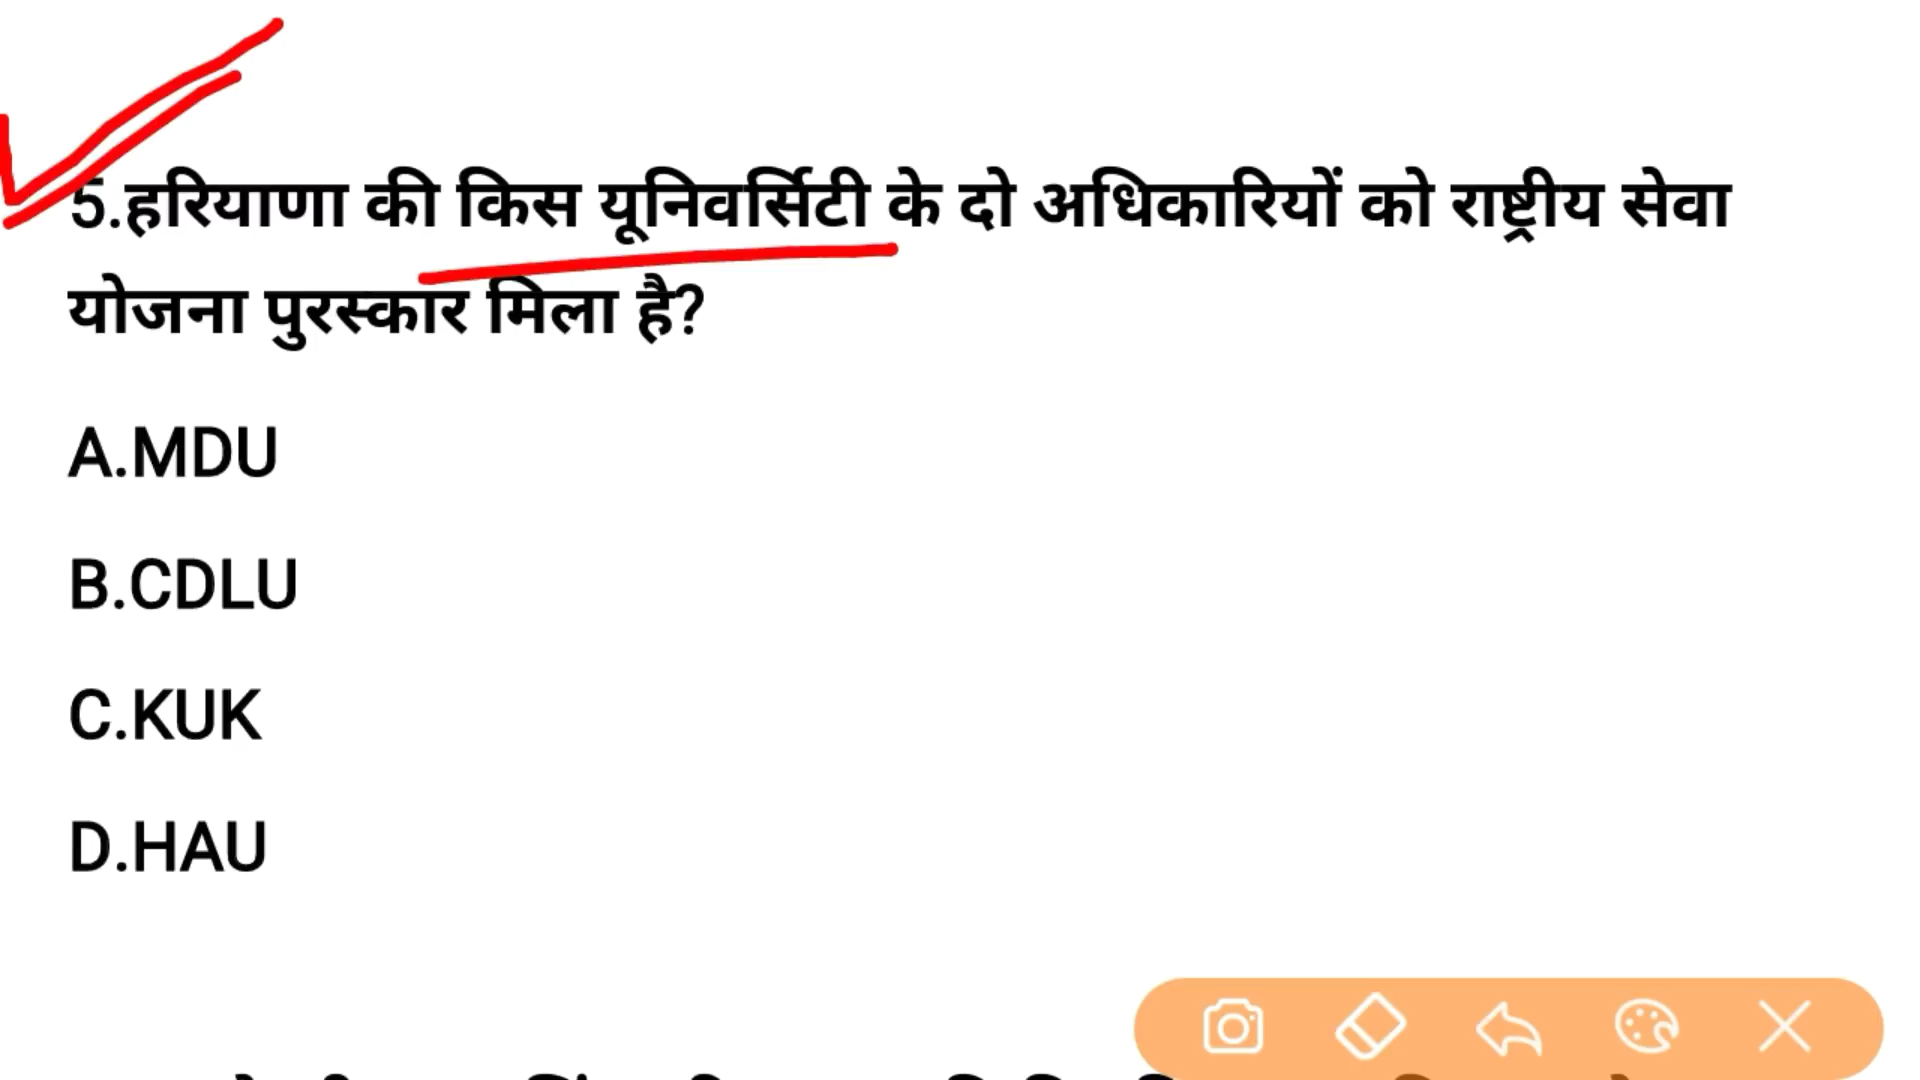 5.हरियाणा की किस यूनिवर्सिटी के दो अधिकारियों को राष्ट्रीय सेवा
योजना पुरस्कार मिला है?
A.MDU
B.CDLU
C.KUK
D.HAU